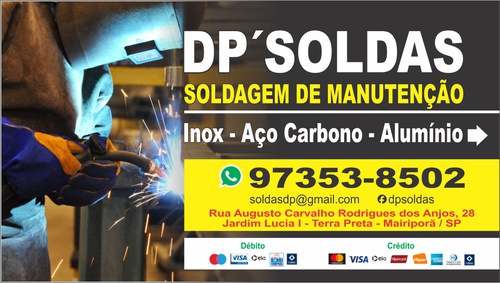 DP´SOLDAS
SOLDAGEM DE MANUTENÇÃO
Inox - Aço Carbono - Alumínio
97353-8502
soldasdp@gmail.com dpsoldas
Rua Augusto Carvalho Rodrigues dos Anjos, 28
Jardim Lucia I - Terra Preta - Mairiporã / SP
Débito Crédito
VISA elo VISA elo Hipercard